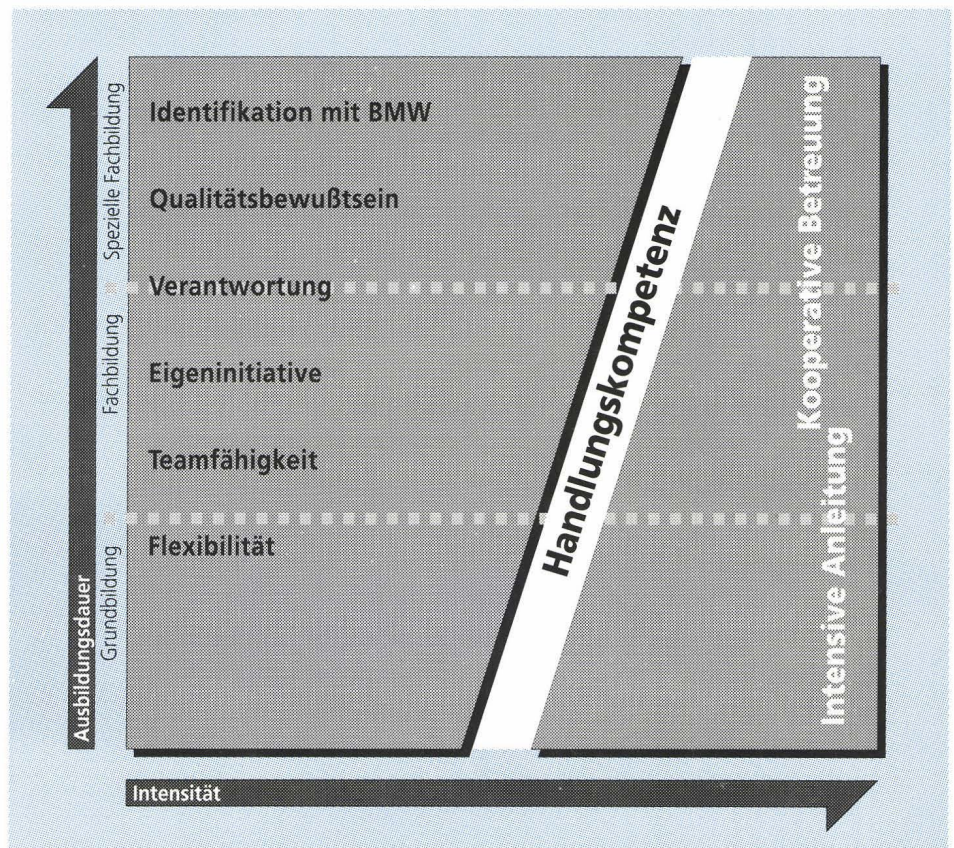 Identifikation mit BMW
Qualitätsbewußtsein
Verantwortung
Eigeninitiative
Teamfähigkeit
Flexibilität
Spezielle Fachbildung
Fachbildung
Grundbildung
Ausbildungsdauer
Handlungskompetenz
Kooperative Betreuung
Intensive Anleitung
Intensität